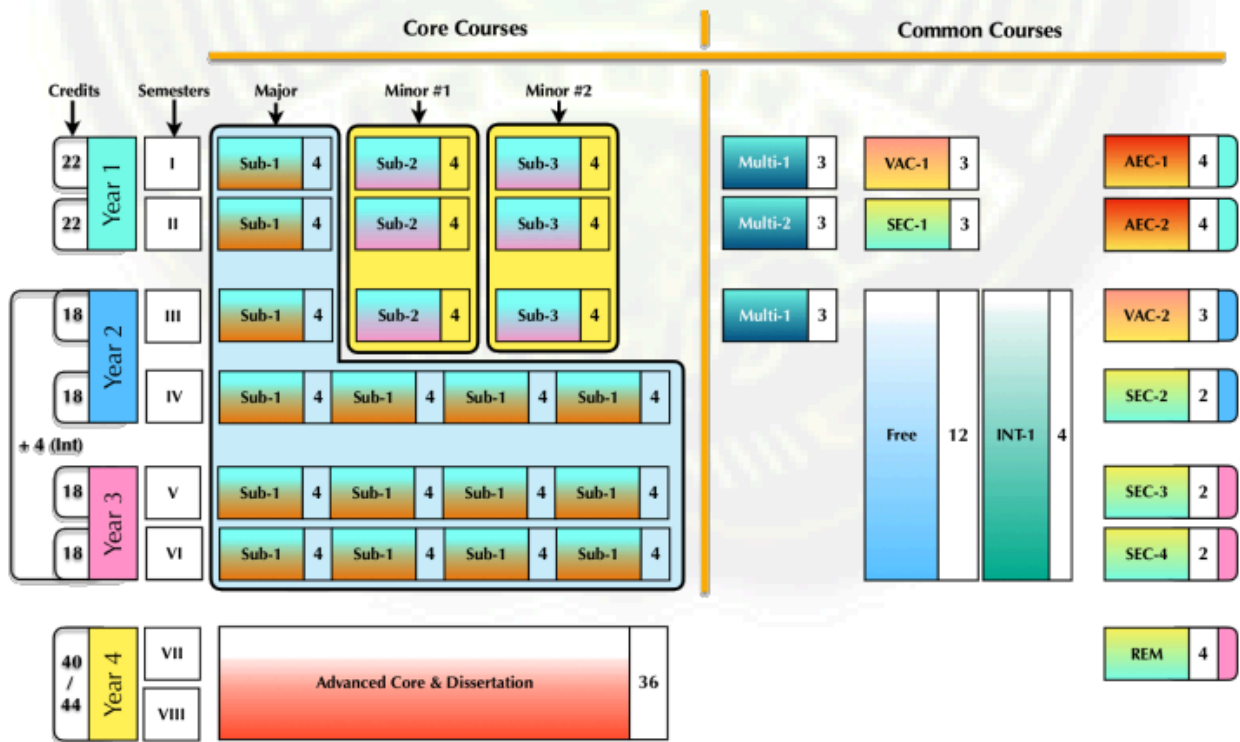 Core Courses
Common Courses
Credits Semesters Major Minor #1 Minor #2
22 Year 1 I Sub-1 4 Sub-2 4 Sub-3 4 Multi-1 3 VAC-1 3 AEC-1 4
22 II Sub-1 4 Sub-2 4 Sub-3 4 Multi-2 3 SEC-1 3 AEC-2 4
18 Year 2 III Sub-1 4 Sub-2 4 Sub-3 4 Multi-1 3 VAC-2 3
18 IV Sub-1 4 Sub-1 4 Sub-1 4 Sub-1 4 SEC-2 2
+ 4 (Int) Free 12 INT-1 4
18 Year 3 V Sub-1 4 Sub-1 4 Sub-1 4 Sub-1 4 SEC-3 2
18 VI Sub-1 4 Sub-1 4 Sub-1 4 Sub-1 4 SEC-4 2
40 / 44 Year 4 VII Advanced Core & Dissertation 36 REM 4
VIII